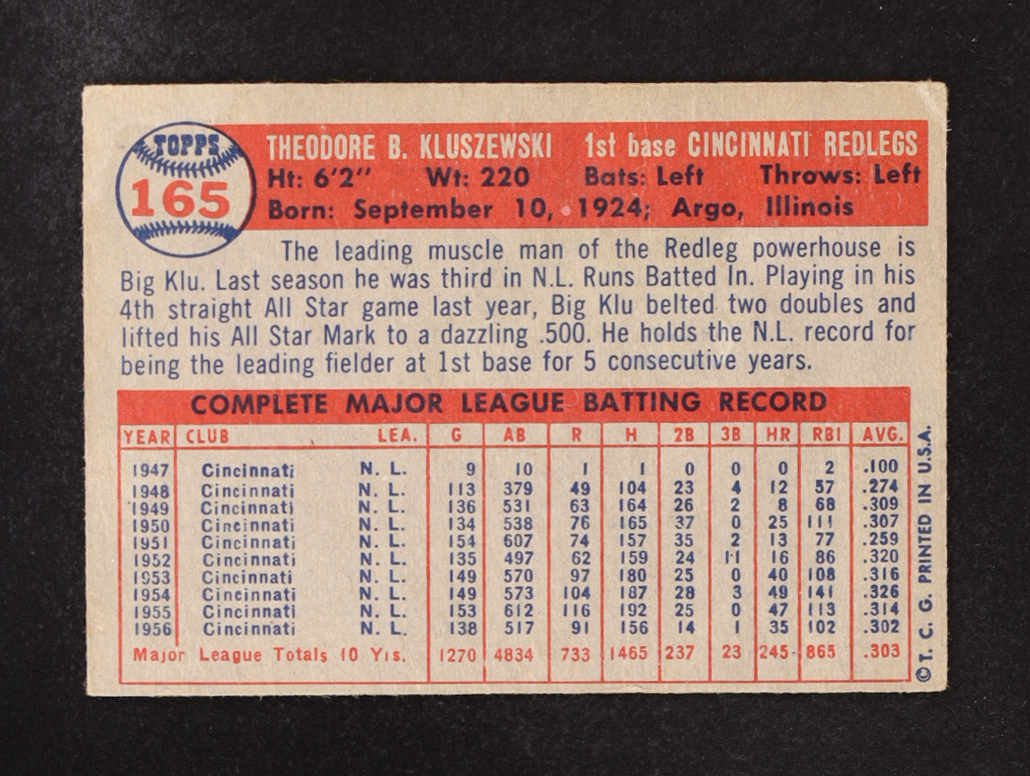 TOPPS
165
THEODORE B. KLUSZEWSKI 1st base CINCINNATI REDLEGS
Ht: 6'2" Wt: 220 Bats: Left Throws: Left
Born: September 10, 1924; Argo, Illinois
The leading muscle man of the Redleg powerhouse is
Big Klu. Last season he was third in N.L. Runs Batted In. Playing in his
4th straight All Star game last year, Big Klu belted two doubles and
lifted his All Star Mark to a dazzling .500. He holds the N.L. record for
being the leading fielder at 1st base for 5 consecutive years.
COMPLETE MAJOR LEAGUE BATTING RECORD
YEAR CLUB LEA. G AB R H 2B 3B HR RBI AVG.
1947 Cincinnati N. L. 9 10 1 1 0 0 0 2 .100
1948 Cincinnati N. L. 113 379 49 104 23 4 12 57 .274
1949 Cincinnati N. L. 136 531 63 164 26 2 8 68 .309
1950 Cincinnati N. L. 134 538 76 165 37 0 25 111 .307
1951 Cincinnati N. L. 154 607 74 157 35 2 13 77 .259
1952 Cincinnati N. L. 135 497 62 159 24 11 16 86 .320
1953 Cincinnati N. L. 149 570 97 180 25 0 40 108 .316
1954 Cincinnati N. L. 149 573 104 187 28 3 49 141 .326
1955 Cincinnati N. L. 153 612 116 192 25 0 47 113 .314
1956 Cincinnati N. L. 138 517 91 156 14 1 35 102 .302
Major League Totals 10 Yrs. 1270 4834 733 1465 237 23 245 865 .303
© T. C. G. PRINTED IN U.S.A.